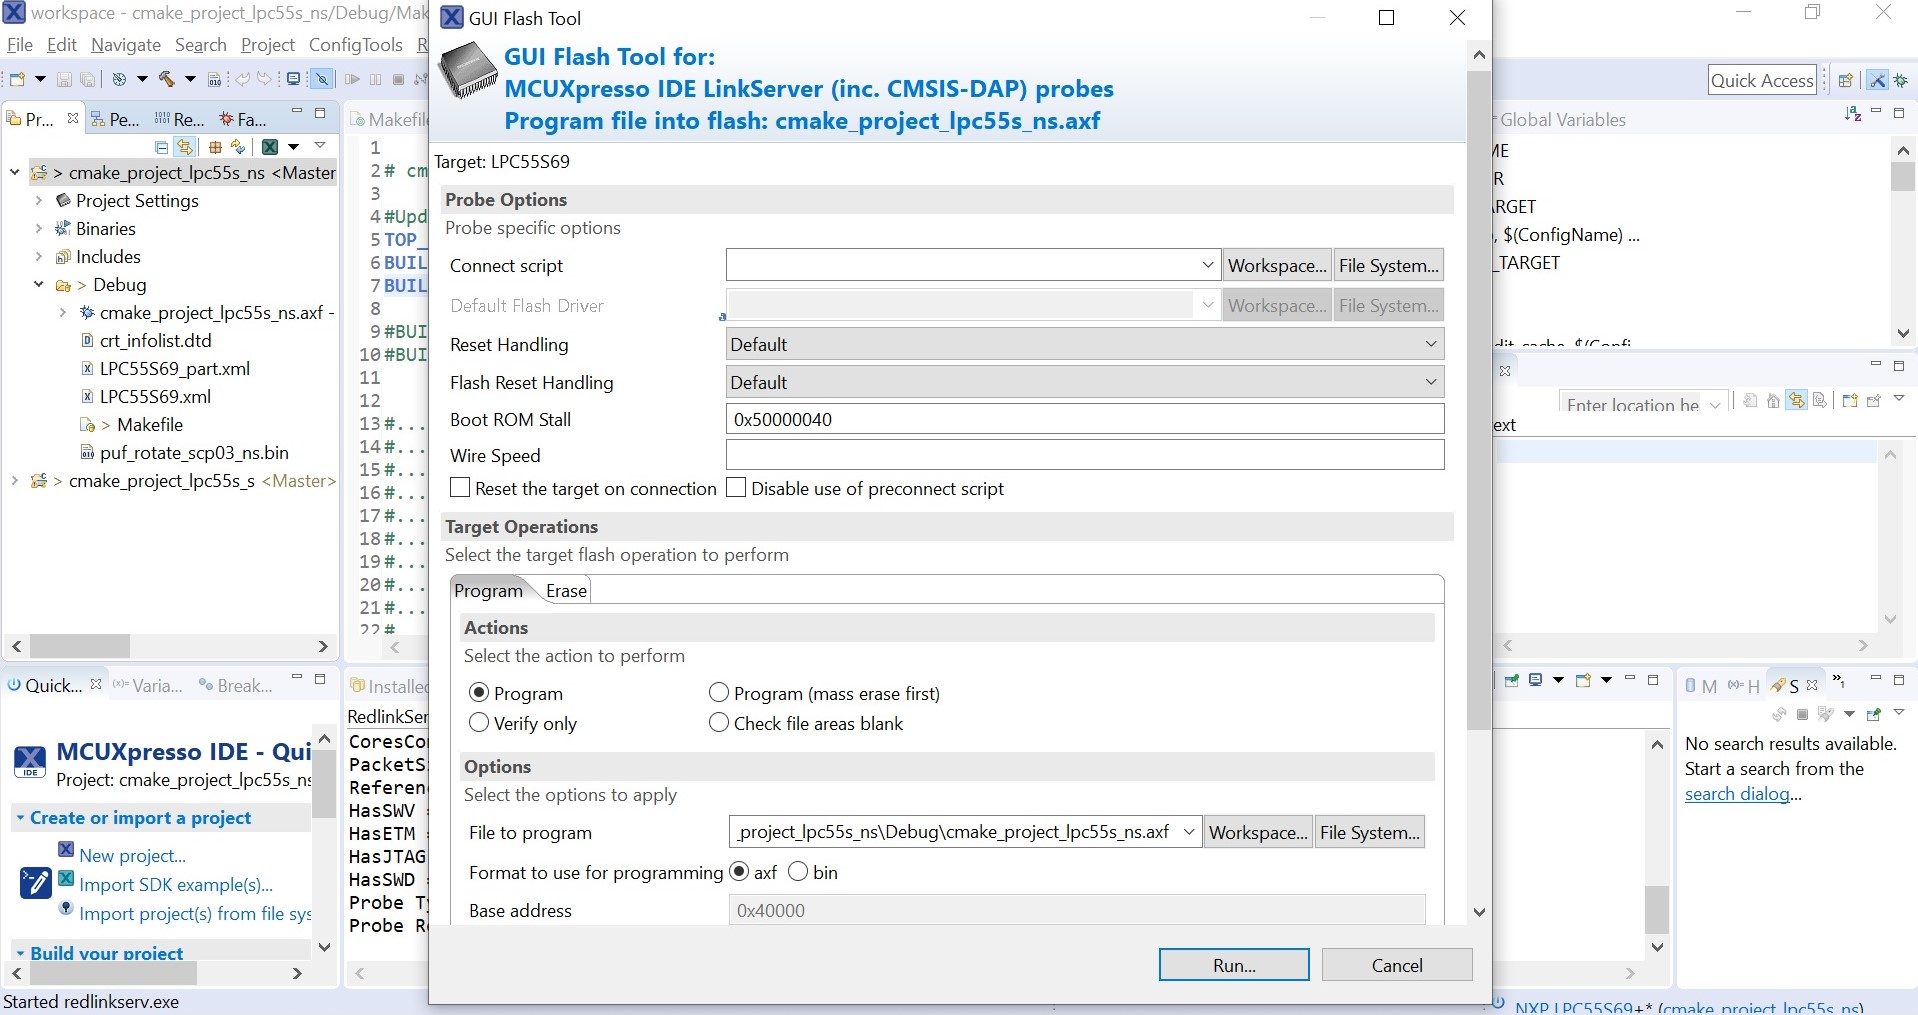 workspace - cmake_project_lpc55s_ns/Debug/Mak
File Edit Navigate Search Project ConfigTools R
Quick Access
Pr... Pe... Re... Fa...
> cmake_project_lpc55s_ns <Master
Project Settings
Binaries
Includes
> Debug
cmake_project_lpc55s_ns.axf -
crt_infolist.dtd
LPC55S69_part.xml
LPC55S69.xml
> Makefile
puf_rotate_scp03_ns.bin
> cmake_project_lpc55s_s <Master>
Makefile
1
2 # cm
3
4 #Upd
5 TOP_
6 BUIL
7 BUIL
8
9 #BUI
10 #BUI
11
12
13 #...
14 #...
15 #...
16 #...
17 #...
18 #...
19 #...
20 #...
21 #...
22 #
GUI Flash Tool
GUI Flash Tool for:
MCUXpresso IDE LinkServer (inc. CMSIS-DAP) probes
Program file into flash: cmake_project_lpc55s_ns.axf
Target: LPC55S69
Probe Options
Probe specific options
Connect script Workspace... File System...
Default Flash Driver Workspace... File System...
Reset Handling Default
Flash Reset Handling Default
Boot ROM Stall 0x50000040
Wire Speed
Reset the target on connection Disable use of preconnect script
Target Operations
Select the target flash operation to perform
Program Erase
Actions
Select the action to perform
Program Program (mass erase first)
Verify only Check file areas blank
Options
Select the options to apply
File to program _project_lpc55s_ns\Debug\cmake_project_lpc55s_ns.axf Workspace... File System...
Format to use for programming axf bin
Base address 0x40000
Run... Cancel
Global Variables
ME
R
ARGET
, $(ConfigName) ...
_TARGET
Enter location he
ext
Quick... Varia... Break...
MCUXpresso IDE - Qui
IDE
Project: cmake_project_lpc55s_ns
Create or import a project
New project...
Import SDK example(s)...
Import project(s) from file sys
Build your project
Installed
RedlinkSer
CoresCon
PacketSi
Referenc
HasSWV =
HasETM =
HasJTAG
HasSWD =
Probe Ty
Probe Re
M H S »1
No search results available.
Start a search from the
search dialog...
Started redlinkserv.exe
NXP LPC55S69+* (cmake_project_lpc55s_ns)